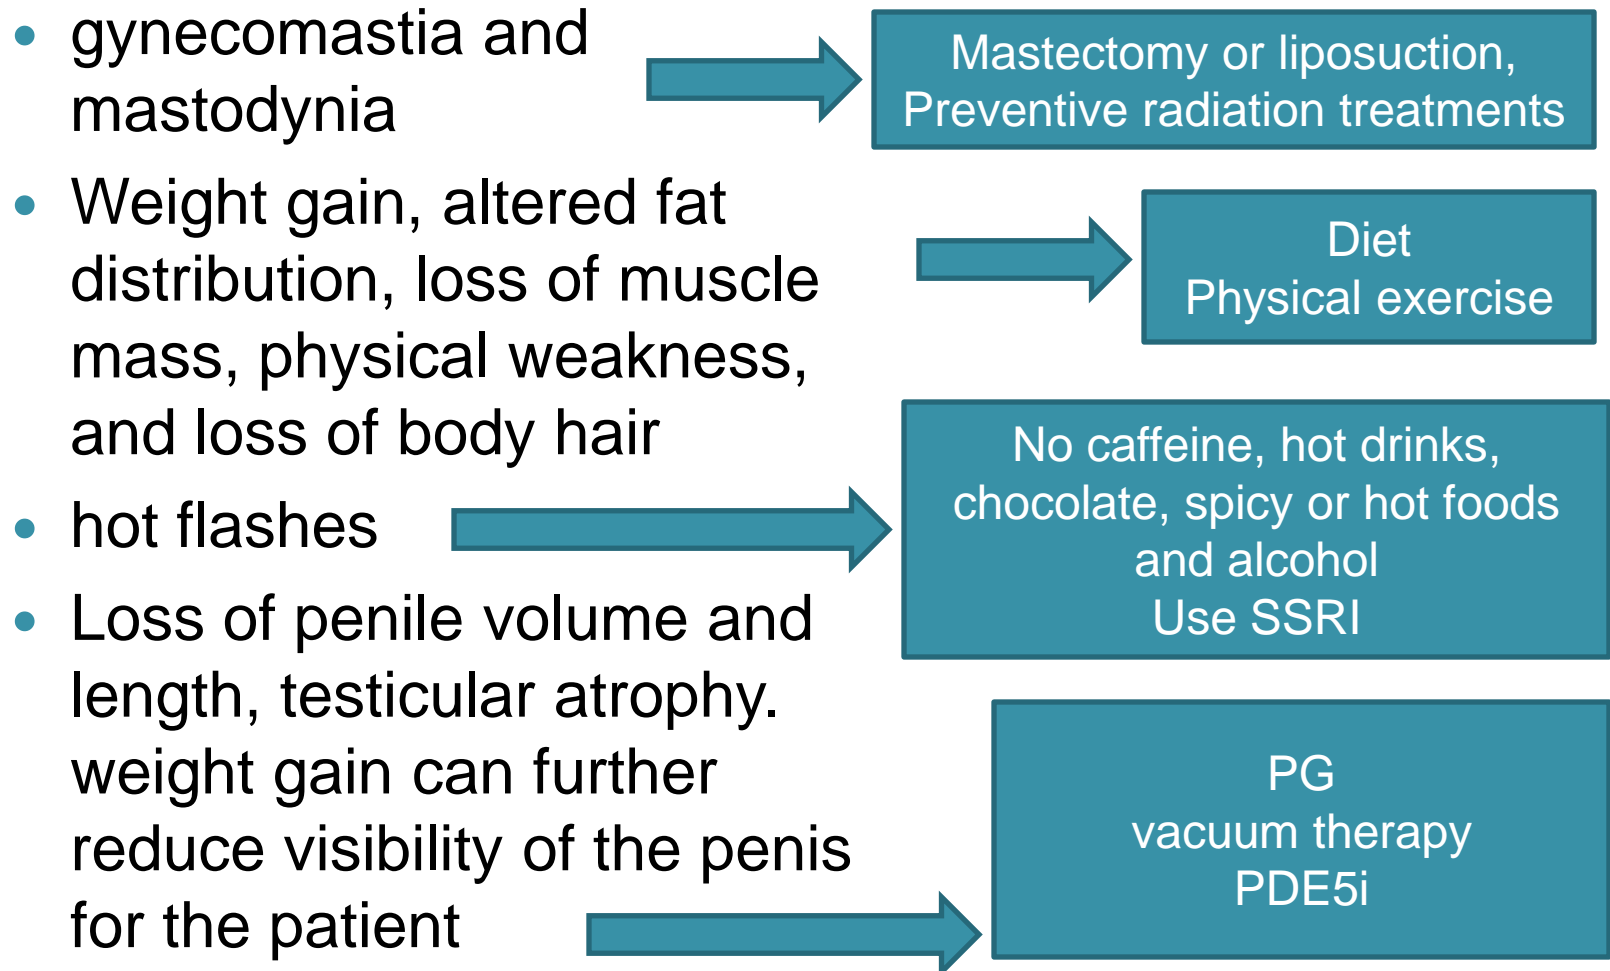 • gynecomastia and
mastodynia
Mastectomy or liposuction,
Preventive radiation treatments
• Weight gain, altered fat
distribution, loss of muscle
mass, physical weakness,
and loss of body hair
Diet
Physical exercise
• hot flashes
No caffeine, hot drinks,
chocolate, spicy or hot foods
and alcohol
Use SSRI
• Loss of penile volume and
length, testicular atrophy.
weight gain can further
reduce visibility of the penis
for the patient
PG
vacuum therapy
PDE5i